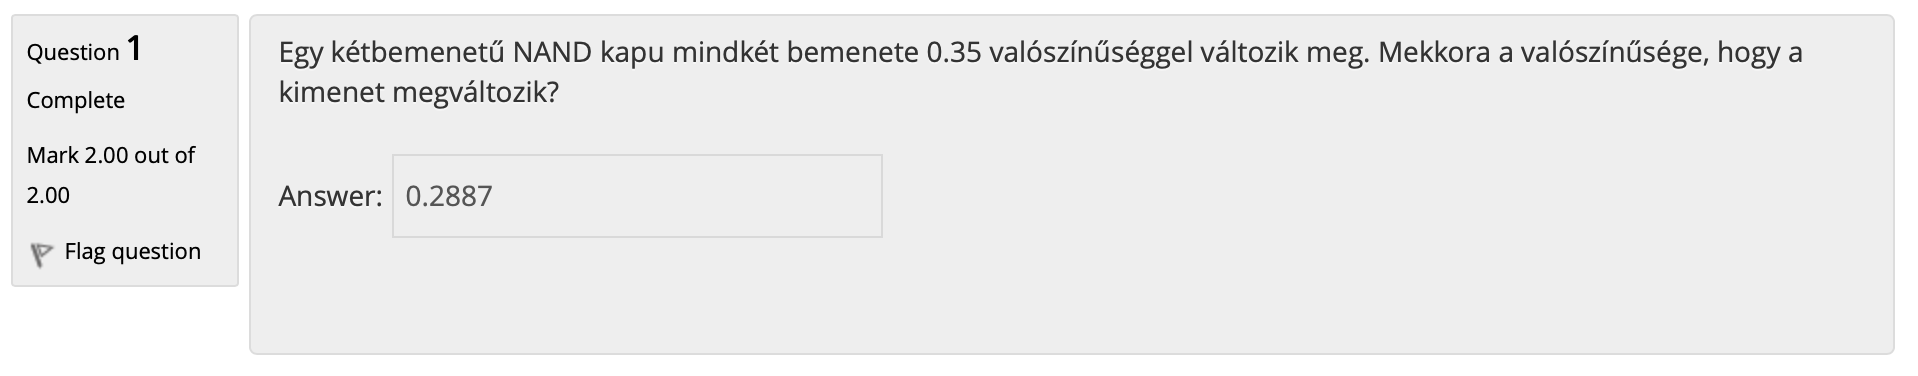 Question 1
Complete
Mark 2.00 out of
2.00
Flag question
Egy kétbemenetű NAND kapu mindkét bemenete 0.35 valószínűséggel változik meg. Mekkora a valószínűsége, hogy a
kimenet megváltozik?
Answer: 0.2887